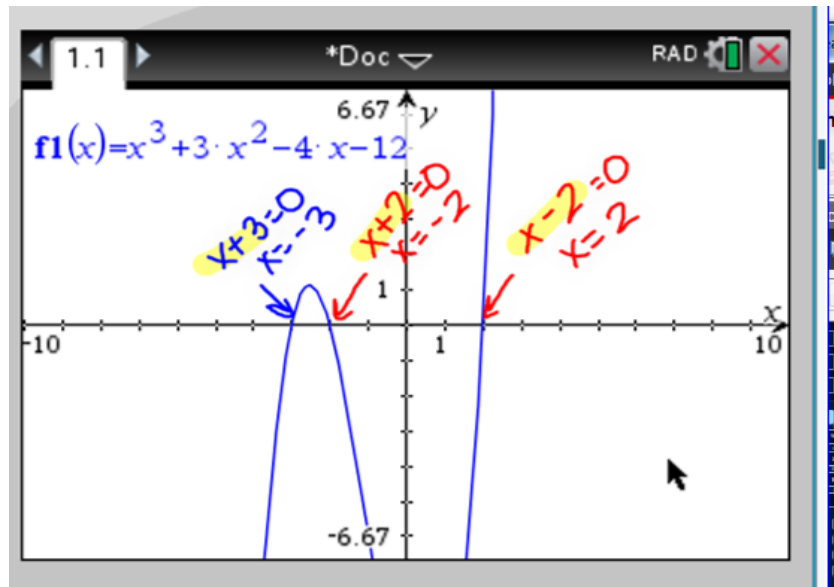 1.1
*Doc
RAD
6.67
y
f1(x)=x³+3·x²−4·x−12
x+3=0
x=-3
x+2=0
x=-2
x-2=0
x=2
1
x
-10
1
10
-6.67